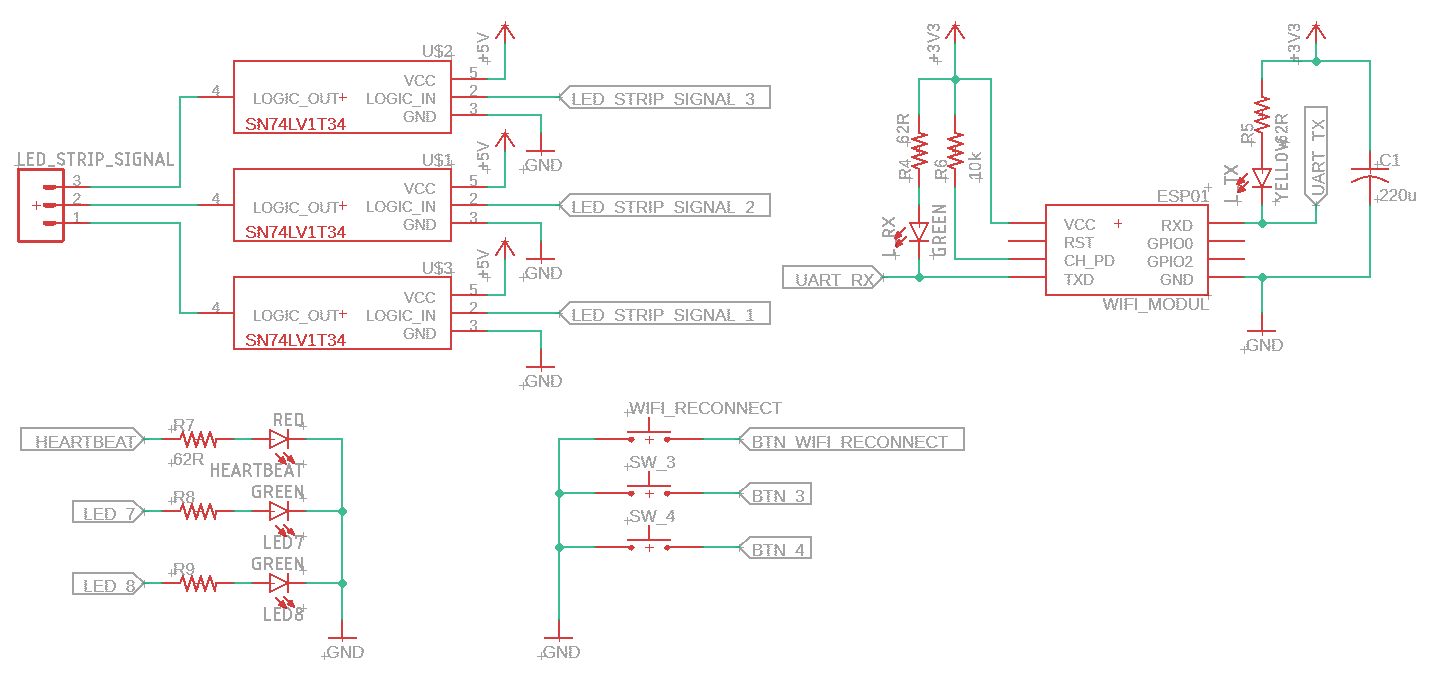 U$2
+5V
VCC 5
4 LOGIC_OUT LOGIC_IN 2
GND 3
SN74LV1T34
LED_STRIP_SIGNAL_3
GND
LED_STRIP_SIGNAL
3
2
1
U$1
+5V
VCC 5
4 LOGIC_OUT LOGIC_IN 2
GND 3
SN74LV1T34
LED_STRIP_SIGNAL_2
GND
U$3
+5V
VCC 5
4 LOGIC_OUT LOGIC_IN 2
GND 3
SN74LV1T34
LED_STRIP_SIGNAL_1
GND
+3V3
R4
62R
R6
10k
L_RX
GREEN
UART_RX
ESP01
VCC RXD
RST GPIO0
CH_PD GPIO2
TXD GND
WIFI_MODUL
+3V3
R5
62R
L_TX
YELLOW
UART_TX
C1
220u
GND
HEARTBEAT
R7
62R
RED
HEARTBEAT
LED_7
R8
GREEN
LED7
LED_8
R9
GREEN
LED8
GND
WIFI_RECONNECT
BTN_WIFI_RECONNECT
SW_3
BTN_3
SW_4
BTN_4
GND